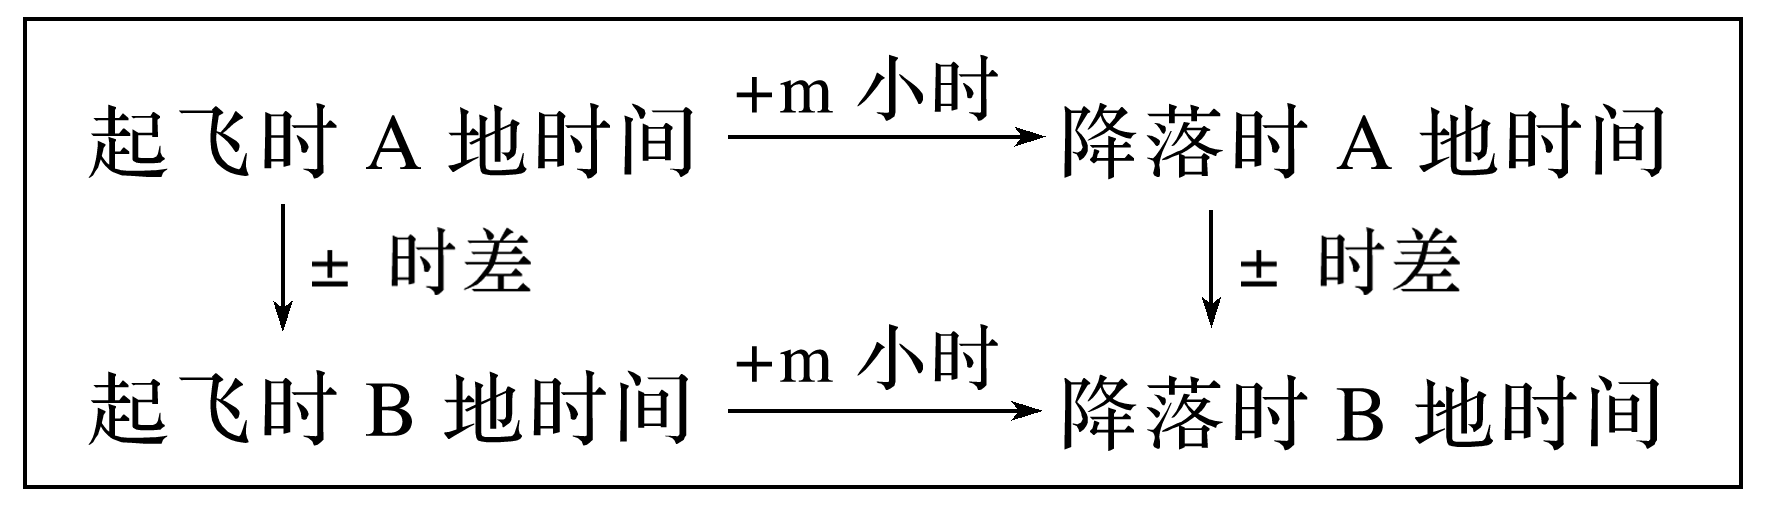 +m 小时
起飞时 A 地时间 降落时 A 地时间
± 时差 ± 时差
+m 小时
起飞时 B 地时间 降落时 B 地时间